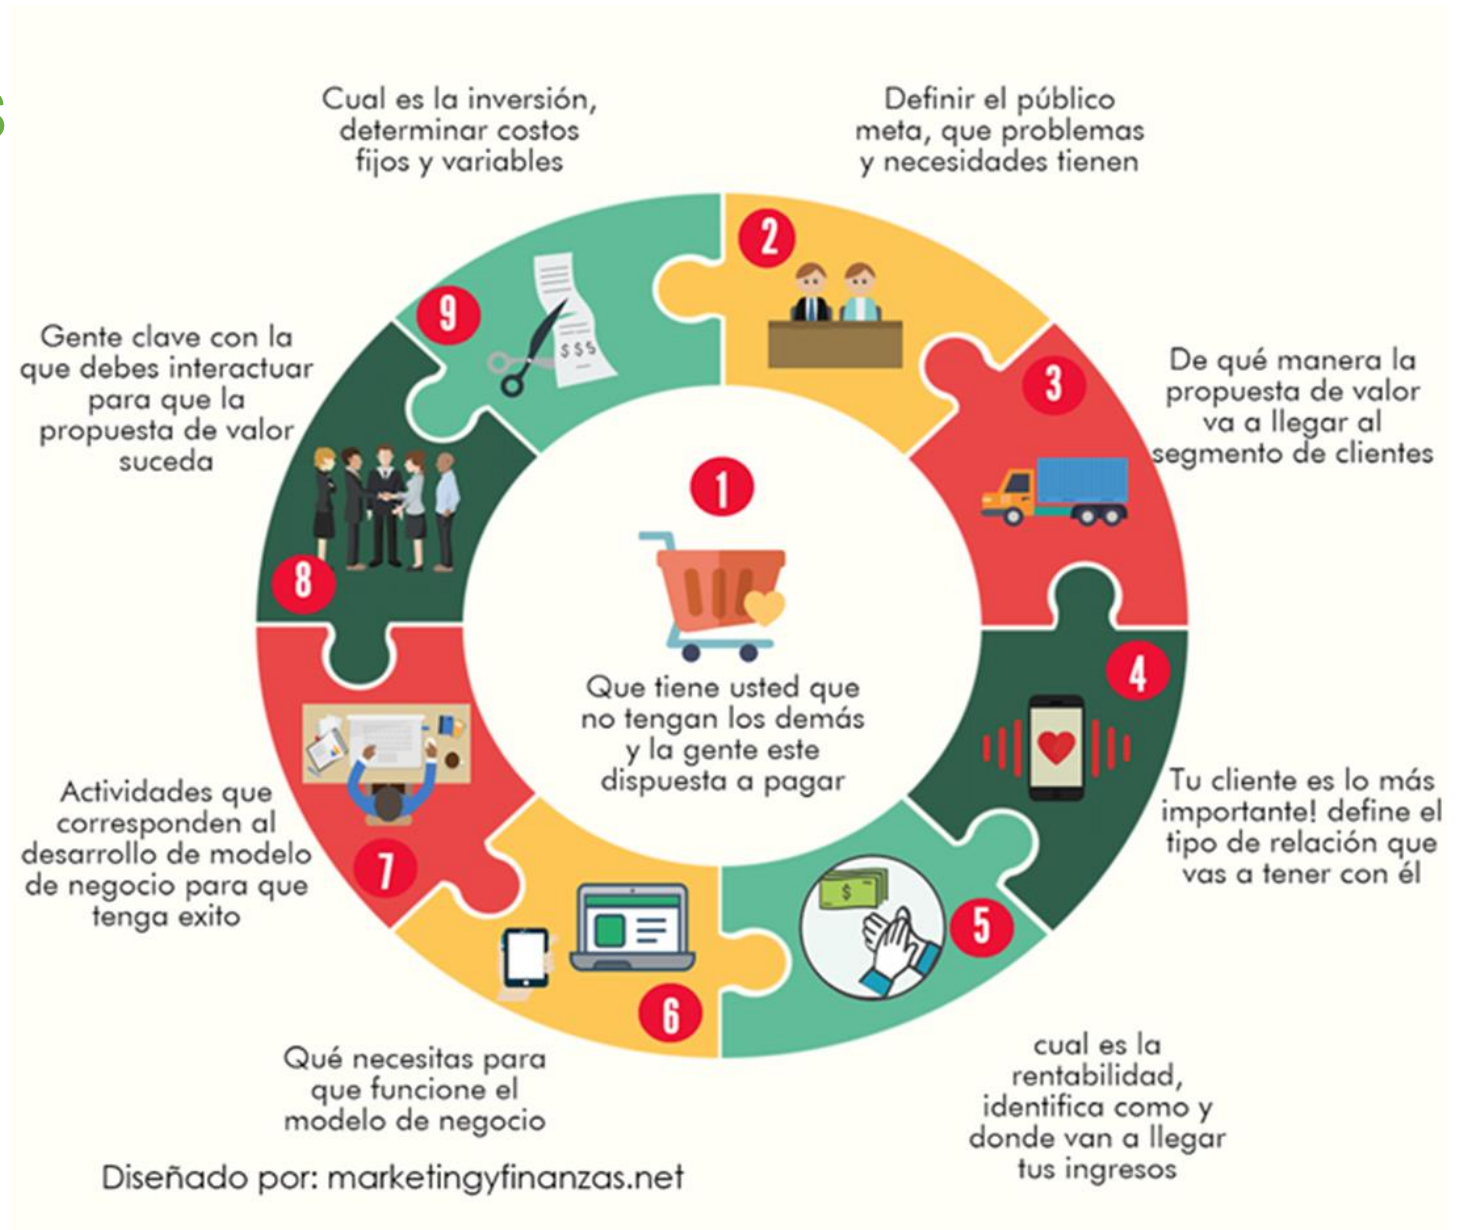 s
Cual es la inversión,
determinar costos
fijos y variables
Definir el público
meta, que problemas
y necesidades tienen
2
9
3
Gente clave con la
que debes interactuar
para que la
propuesta de valor
suceda
De qué manera la
propuesta de valor
va a llegar al
segmento de clientes
$$$
1
8
Que tiene usted que
no tengan los demás
y la gente este
dispuesta a pagar
4
Tu cliente es lo más
importante! define el
tipo de relación que
vas a tener con él
Actividades que
corresponden al
desarrollo de modelo
de negocio para que
tenga exito
7
$
5
6
Qué necesitas para
que funcione el
modelo de negocio
cual es la
rentabilidad,
identifica como y
donde van a llegar
tus ingresos
Diseñado por: marketingyfinanzas.net